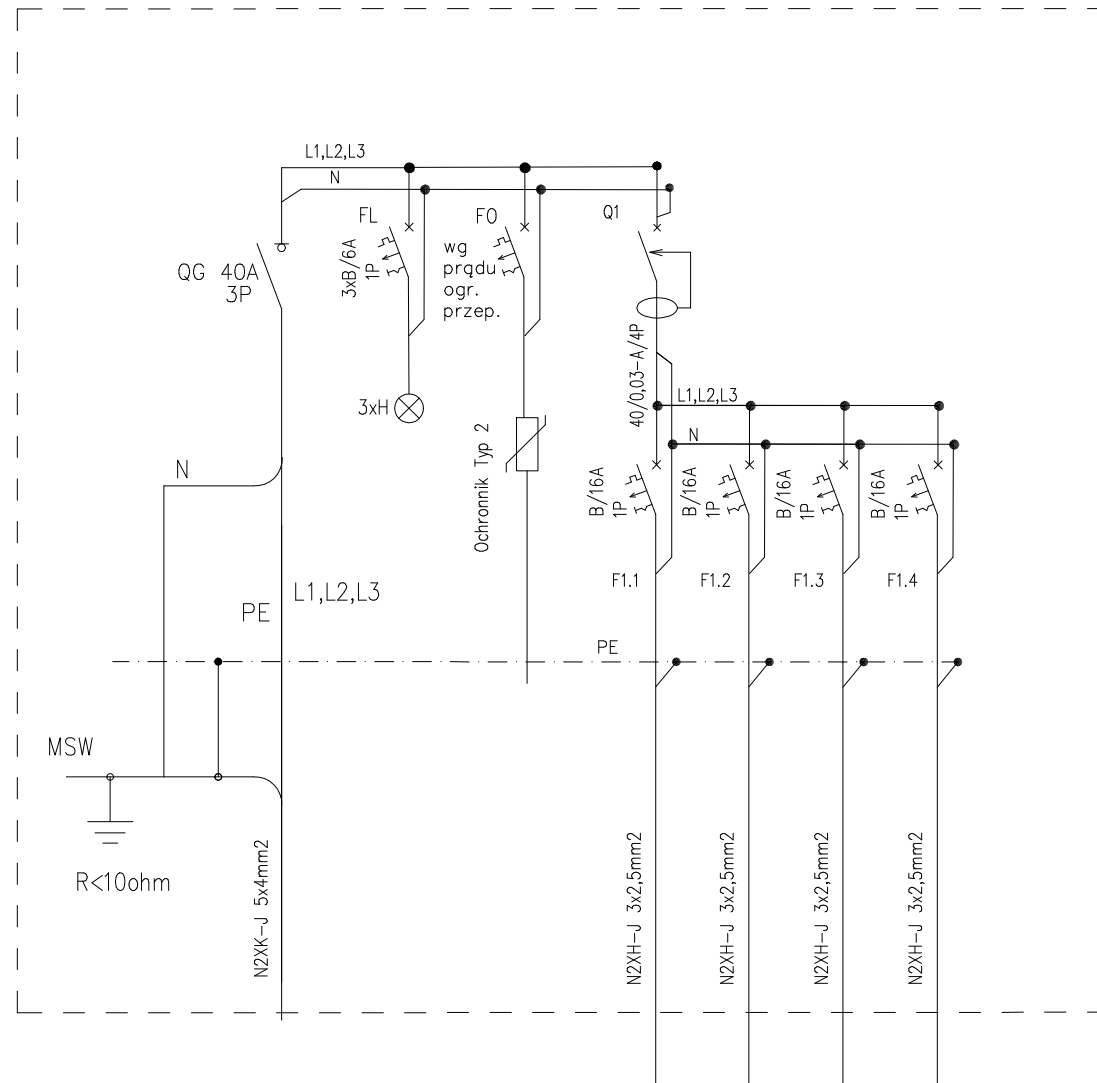 L1,L2,L3
N
QG 40A
3P
FL
3xB/6A
1P
3xH
FO
wg
prądu
ogr.
przep.
Ochronnik Typ 2
Q1
40/0,03-A/4P
L1,L2,L3
N
B/16A
1P
F1.1
B/16A
1P
F1.2
B/16A
1P
F1.3
B/16A
1P
F1.4
N
PE
L1,L2,L3
PE
MSW
R<10ohm
N2XK-J 5x4mm2
N2XH-J 3x2,5mm2
N2XH-J 3x2,5mm2
N2XH-J 3x2,5mm2
N2XH-J 3x2,5mm2